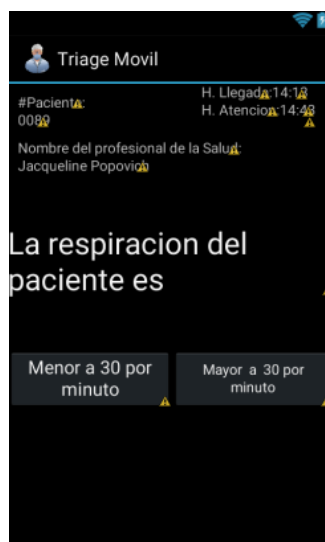 Triage Movil
#Paciente:
0089
H. Llegada:14:13
H. Atencion:14:43
Nombre del profesional de la Salud:
Jacqueline Popovich
La respiracion del
paciente es
Menor a 30 por
minuto
Mayor a 30 por
minuto